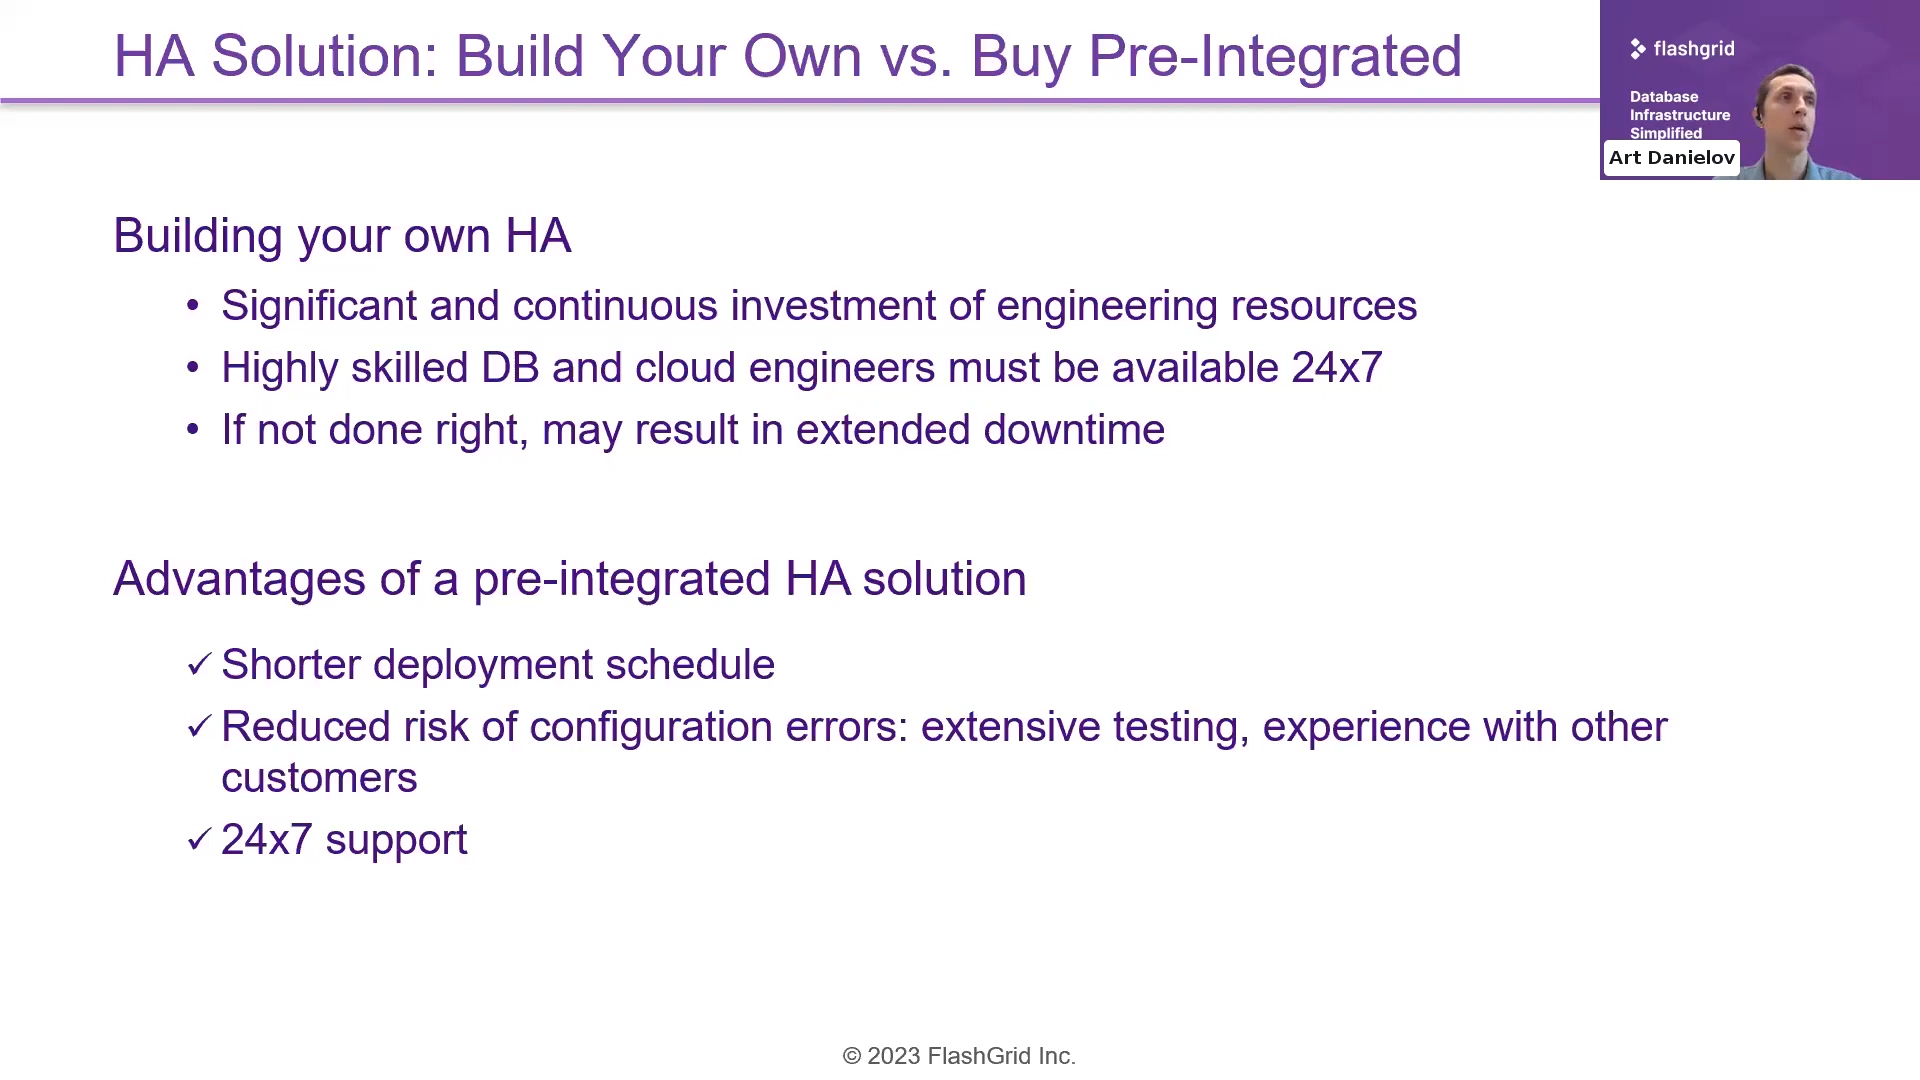 HA Solution: Build Your Own vs. Buy Pre-Integrated
flashgrid
Database
Infrastructure
Simplified
Art Danielov
Building your own HA
• Significant and continuous investment of engineering resources
• Highly skilled DB and cloud engineers must be available 24x7
• If not done right, may result in extended downtime
Advantages of a pre-integrated HA solution
✓ Shorter deployment schedule
✓ Reduced risk of configuration errors: extensive testing, experience with other
customers
✓ 24x7 support
© 2023 FlashGrid Inc.